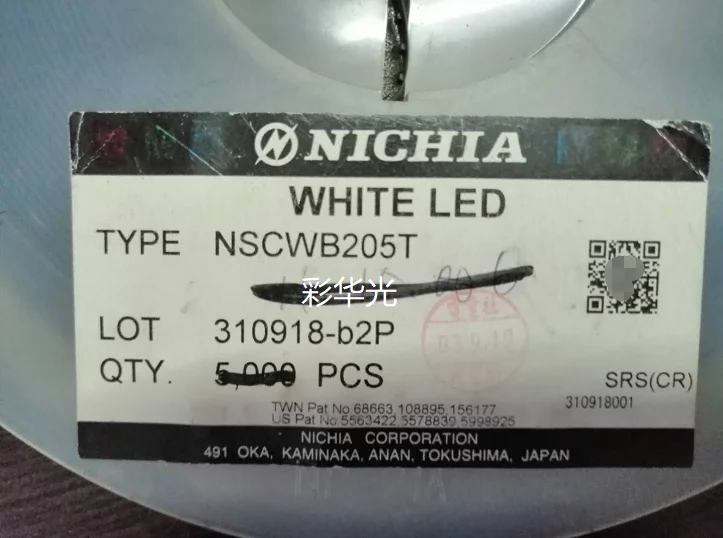 NICHIA
WHITE LED
TYPE NSCWB205T
彩华光
LOT 310918-b2P
QTY. 5,000 PCS
SRS(CR)
310918001
TWN Pat No.68663,108895,156177
US Pat No.5563422,5578839,5998925
NICHIA CORPORATION
491 OKA, KAMINAKA, ANAN, TOKUSHIMA, JAPAN